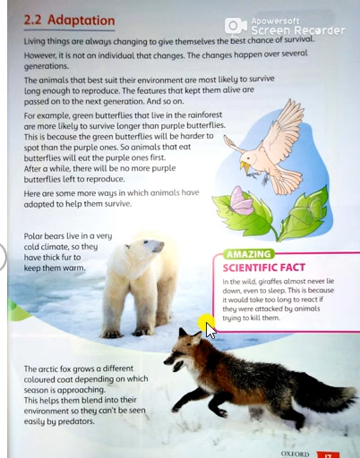 2.2 Adaptation
Apowersoft
Screen Recorder
Living things are always changing to give themselves the best chance of survival.
However, it is not an individual that changes. The changes happen over several
generations.
The animals that best suit their environment are most likely to survive
long enough to reproduce. The features that kept them alive are
passed on to the next generation. And so on.
For example, green butterflies that live in the rainforest
are more likely to survive longer than purple butterflies.
This is because the green butterflies will be harder to
spot than the purple ones. So animals that eat
butterflies will eat the purple ones first.
After a while, there will be no more purple
butterflies left to reproduce.
Here are some more ways in which animals have
adapted to help them survive.
Polar bears live in a very
cold climate, so they
have thick fur to
keep them warm.
AMAZING
SCIENTIFIC FACT
In the wild, giraffes almost never lie
down, even to sleep. This is because
it would take too long to react if
they were attacked by animals
trying to kill them.
The arctic fox grows a different
coloured coat depending on which
season is approaching.
This helps them blend into their
environment so they can't be seen
easily by predators.
OXFORD 17